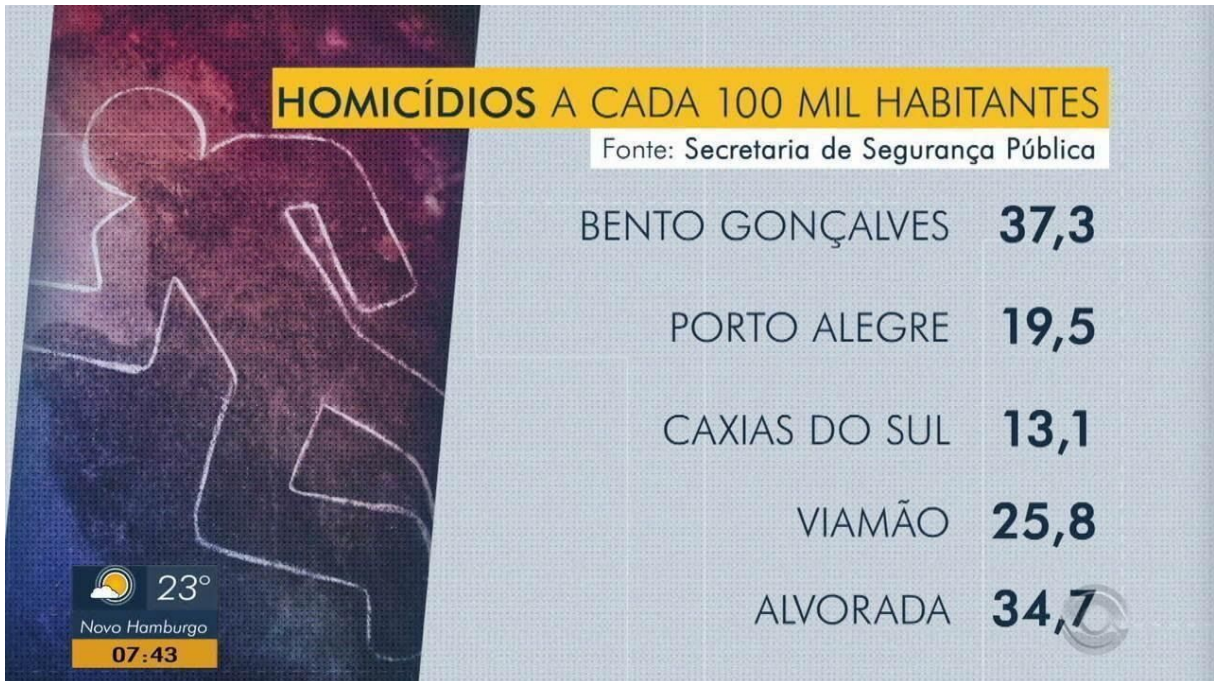 HOMICÍDIOS A CADA 100 MIL HABITANTES
Fonte: Secretaria de Segurança Pública
BENTO GONÇALVES 37,3
PORTO ALEGRE 19,5
CAXIAS DO SUL 13,1
VIAMÃO 25,8
ALVORADA 34,7
23°
Novo Hamburgo
07:43